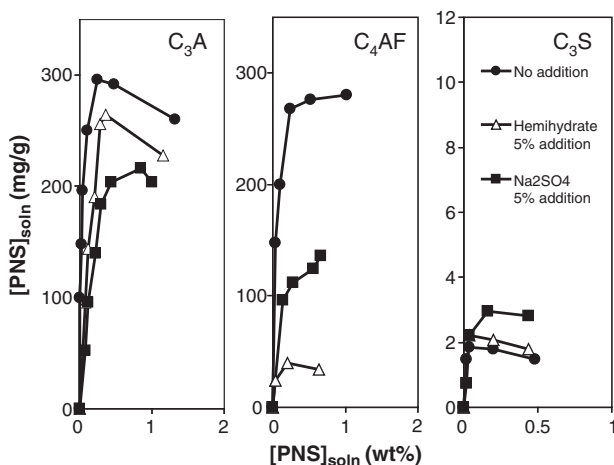 C₃A
C₄AF
C₃S
300
200
100
0
300
200
100
0
12
10
8
6
4
2
0
No addition
Hemihydrate
5% addition
Na2SO4
5% addition
0 1 2
0 1 2
0 0.5 1
[PNS]soln (mg/g)
[PNS]soln (wt%)